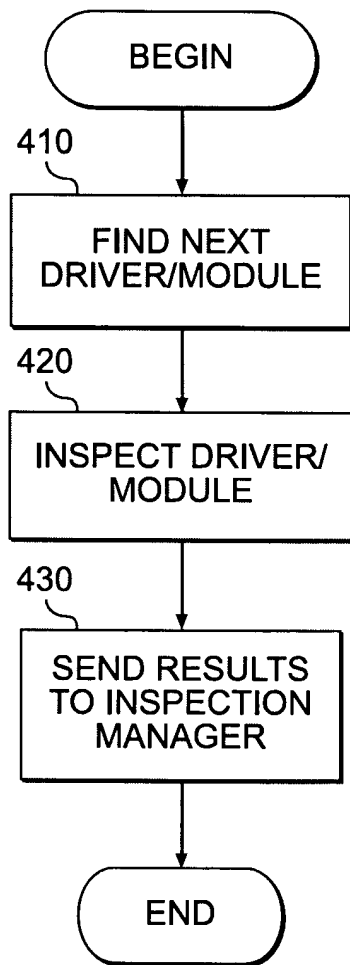 BEGIN
410
FIND NEXT
DRIVER/MODULE
420
INSPECT DRIVER/
MODULE
430
SEND RESULTS
TO INSPECTION
MANAGER
END